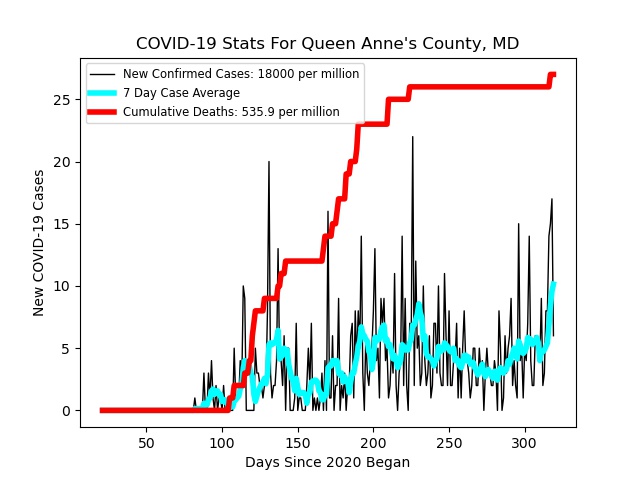 COVID-19 Stats For Queen Anne's County, MD
New Confirmed Cases: 18000 per million
7 Day Case Average
Cumulative Deaths: 535.9 per million
New COVID-19 Cases
25
20
15
10
5
0
50 100 150 200 250 300
Days Since 2020 Began